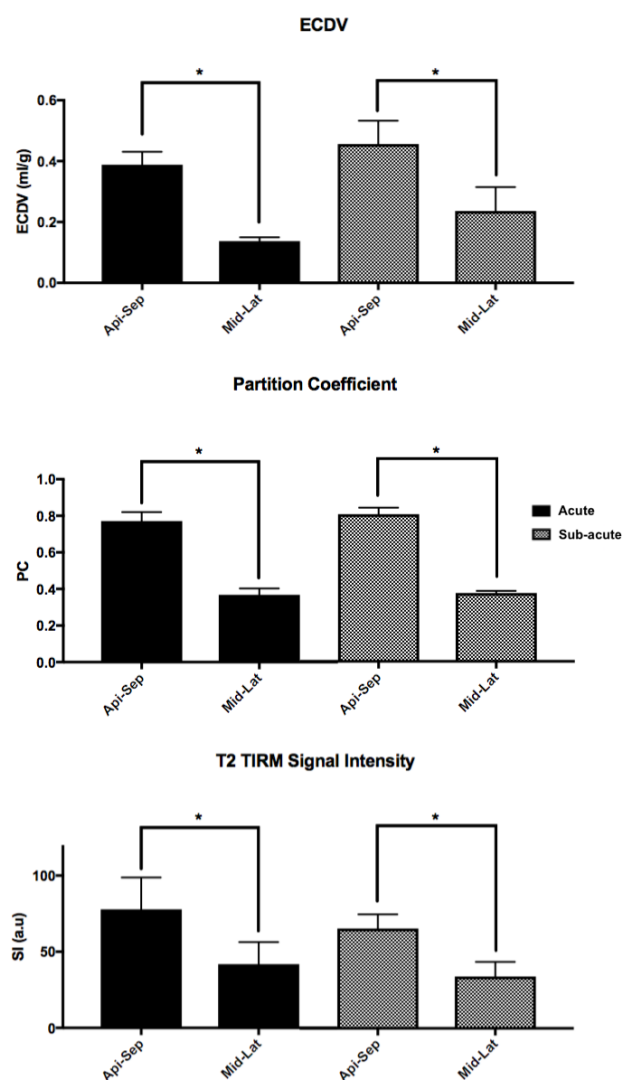 ECDV
*
*
ECDV (ml/g)
0.6
0.4
0.2
0.0
Api-Sep
Mid-Lat
Api-Sep
Mid-Lat
Partition Coefficient
*
*
PC
1.0
0.8
0.6
0.4
0.2
0.0
Acute
Sub-acute
Api-Sep
Mid-Lat
Api-Sep
Mid-Lat
T2 TIRM Signal Intensity
*
*
SI (a.u)
100
50
0
Api-Sep
Mid-Lat
Api-Sep
Mid-Lat